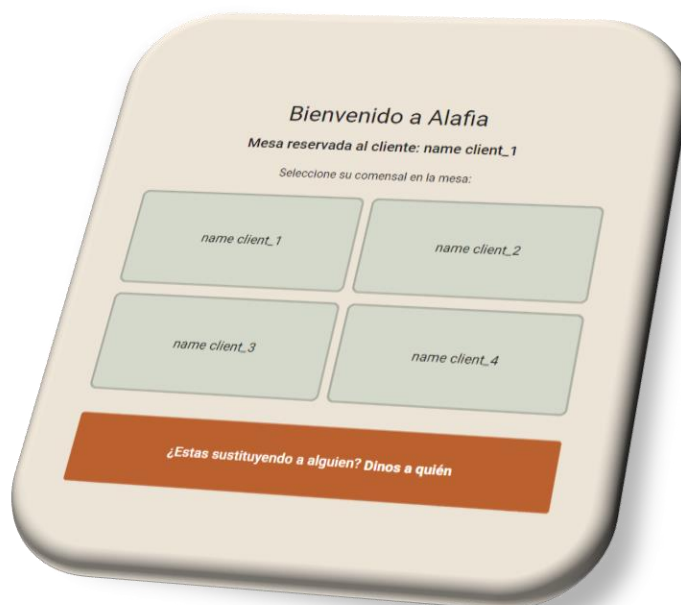 Bienvenido a Alafia
Mesa reservada al cliente: name client_1
Seleccione su comensal en la mesa:
name client_1
name client_2
name client_3
name client_4
¿Estas sustituyendo a alguien? Dinos a quién